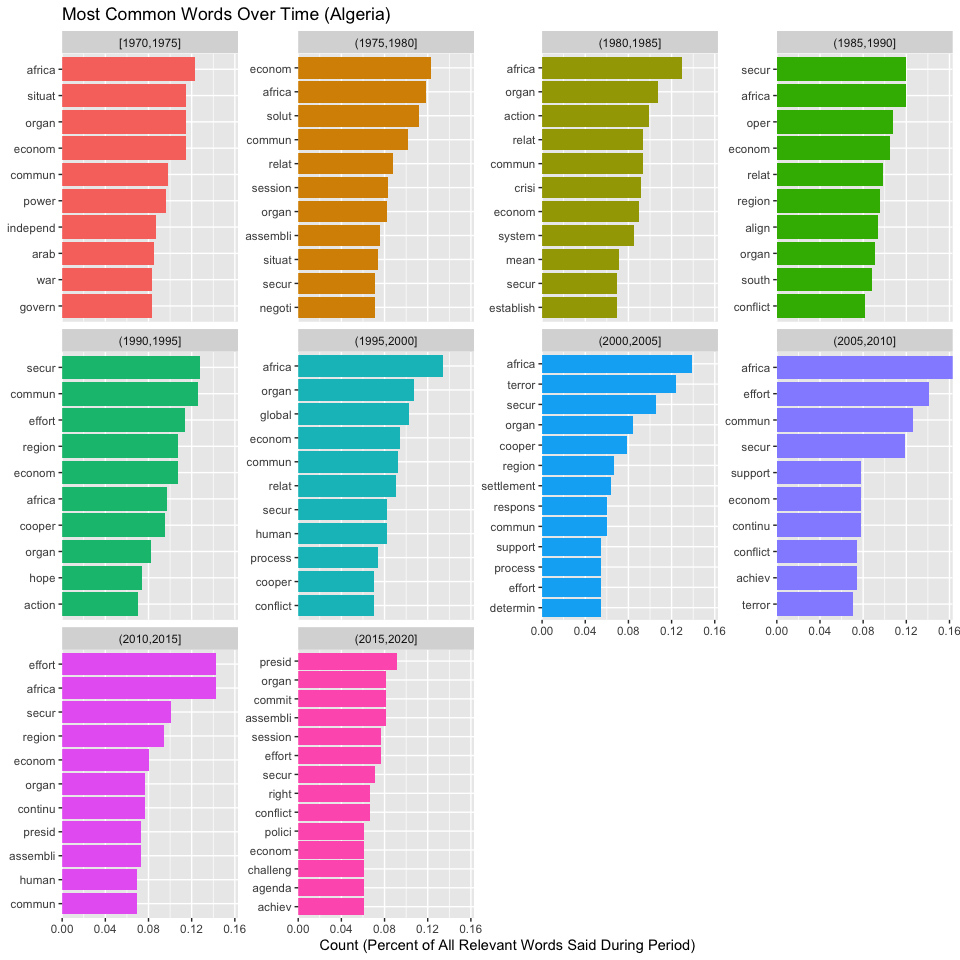 Most Common Words Over Time (Algeria)
[1970,1975]
africa
situat
organ
econom
commun
power
independ
arab
war
govern
(1975,1980]
econom
africa
solut
commun
relat
session
organ
assembli
situat
secur
negoti
(1980,1985]
africa
organ
action
relat
commun
crisi
econom
system
mean
secur
establish
(1985,1990]
secur
africa
oper
econom
relat
region
align
organ
south
conflict
(1990,1995]
secur
commun
effort
region
econom
africa
cooper
organ
hope
action
(1995,2000]
africa
organ
global
econom
commun
relat
secur
human
process
cooper
conflict
(2000,2005]
africa
terror
secur
organ
cooper
region
settlement
respons
commun
support
process
effort
determin
0.00 0.04 0.08 0.12 0.16
(2005,2010]
africa
effort
commun
secur
support
econom
continu
conflict
achiev
terror
0.00 0.04 0.08 0.12 0.16
(2010,2015]
effort
africa
secur
region
econom
organ
continu
presid
assembli
human
commun
0.00 0.04 0.08 0.12 0.16
(2015,2020]
presid
organ
commit
assembli
session
effort
secur
right
conflict
polici
econom
challeng
agenda
achiev
0.00 0.04 0.08 0.12 0.16
Count (Percent of All Relevant Words Said During Period)